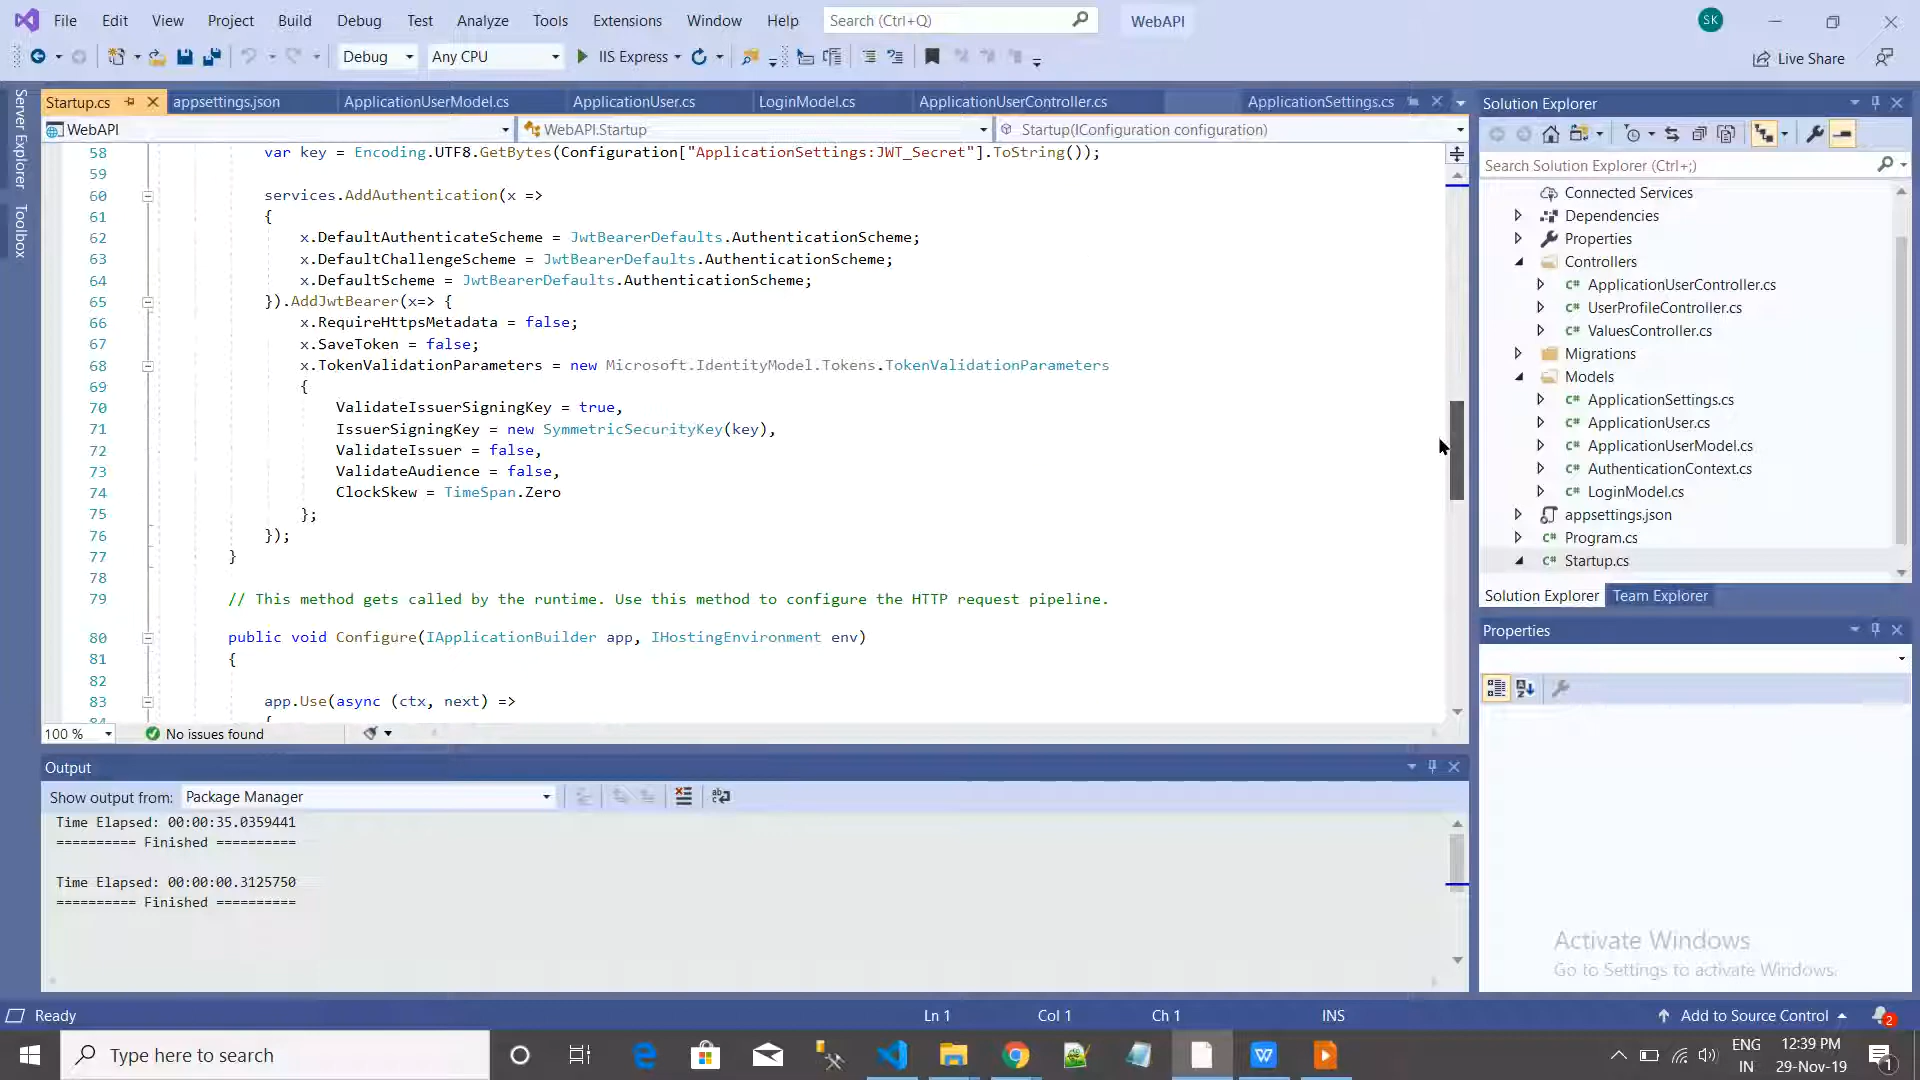 File Edit View Project Build Debug Test Analyze Tools Extensions Window Help Search (Ctrl+Q) WebAPI SK
Debug Any CPU IIS Express Live Share
Server Explorer
Toolbox
Startup.cs appsettings.json ApplicationUserModel.cs ApplicationUser.cs LoginModel.cs ApplicationUserController.cs ApplicationSettings.cs
WebAPI WebAPI.Startup Startup(IConfiguration configuration)
58 var key = Encoding.UTF8.GetBytes(Configuration["ApplicationSettings:JWT_Secret"].ToString());
59
60 services.AddAuthentication(x =>
61 {
62 x.DefaultAuthenticateScheme = JwtBearerDefaults.AuthenticationScheme;
63 x.DefaultChallengeScheme = JwtBearerDefaults.AuthenticationScheme;
64 x.DefaultScheme = JwtBearerDefaults.AuthenticationScheme;
65 }).AddJwtBearer(x=> {
66 x.RequireHttpsMetadata = false;
67 x.SaveToken = false;
68 x.TokenValidationParameters = new Microsoft.IdentityModel.Tokens.TokenValidationParameters
69 {
70 ValidateIssuerSigningKey = true,
71 IssuerSigningKey = new SymmetricSecurityKey(key),
72 ValidateIssuer = false,
73 ValidateAudience = false,
74 ClockSkew = TimeSpan.Zero
75 };
76 });
77 }
78
79 // This method gets called by the runtime. Use this method to configure the HTTP request pipeline.
80 public void Configure(IApplicationBuilder app, IHostingEnvironment env)
81 {
82
83 app.Use(async (ctx, next) =>
84 {
100 % No issues found
Output
Show output from: Package Manager
Time Elapsed: 00:00:35.0359441
========== Finished ==========
Time Elapsed: 00:00:00.3125750
========== Finished ==========
Solution Explorer
Search Solution Explorer (Ctrl+;)
Connected Services
Dependencies
Properties
Controllers
C# ApplicationUserController.cs
C# UserProfileController.cs
C# ValuesController.cs
Migrations
Models
C# ApplicationSettings.cs
C# ApplicationUser.cs
C# ApplicationUserModel.cs
C# AuthenticationContext.cs
C# LoginModel.cs
appsettings.json
C# Program.cs
C# Startup.cs
Solution Explorer Team Explorer
Properties
Activate Windows
Go to Settings to activate Windows.
Ready Ln 1 Col 1 Ch 1 INS Add to Source Control 2
Type here to search
ENG
IN
12:39 PM
29-Nov-19
1